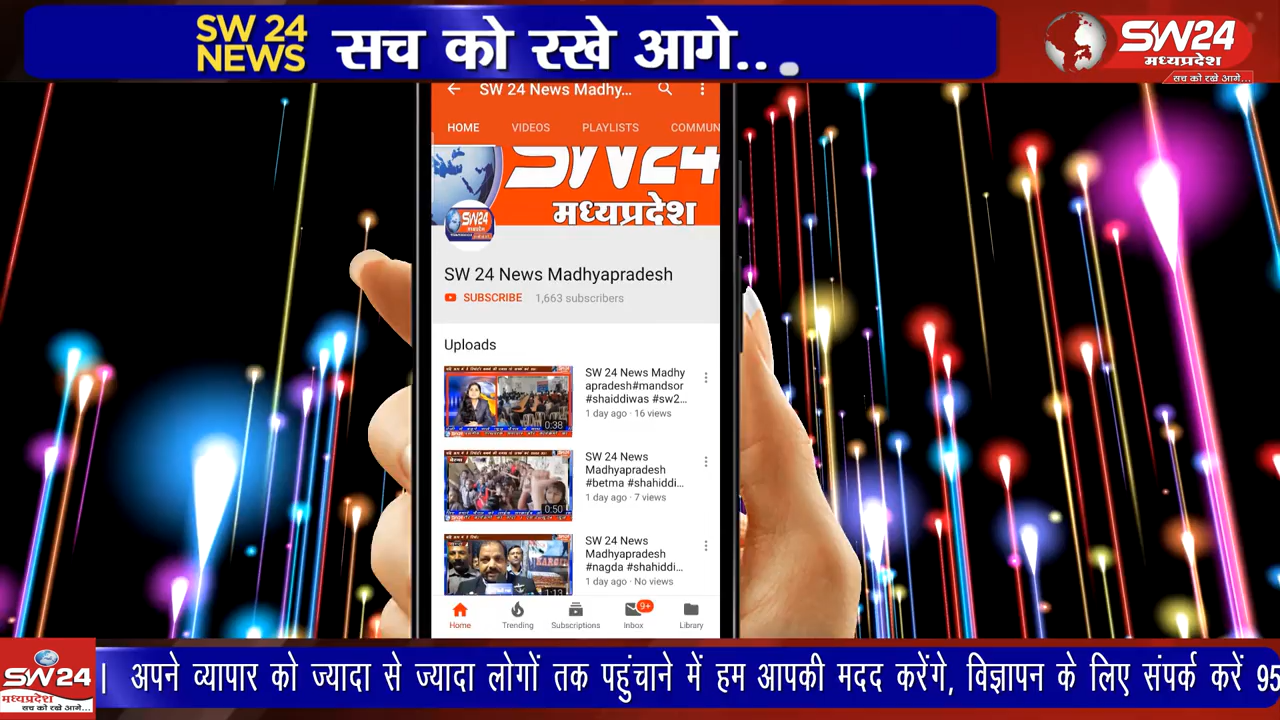 SW 24
NEWS
सच को रखे आगे...
SW24
मध्यप्रदेश
सच को रखे आगे...
SW 24 News Madhy...
HOME VIDEOS PLAYLISTS COMMUN
SW24
मध्यप्रदेश
SW24
SW 24 News Madhyapradesh
SUBSCRIBE 1,663 subscribers
Uploads
SW 24 News Madhy
apradesh#mandsor
#shaiddiwas #sw2...
1 day ago · 16 views
0:38
SW 24 News
Madhyapradesh
#betma #shahiddi...
1 day ago · 7 views
0:50
SW 24 News
Madhyapradesh
#nagda #shahiddi...
1 day ago · No views
1:13
Home Trending Subscriptions Inbox Library
9+
SW24
मध्यप्रदेश
सच को रखे आगे...
| अपने व्यापार को ज्यादा से ज्यादा लोगों तक पहुंचाने में हम आपकी मदद करेंगे, विज्ञापन के लिए संपर्क करें 95